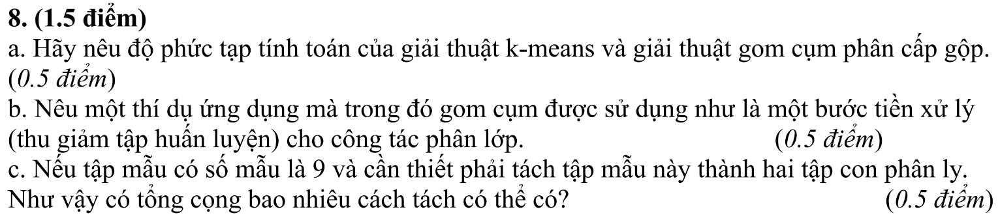 8. (1.5 điểm)
a. Hãy nêu độ phức tạp tính toán của giải thuật k-means và giải thuật gom cụm phân cấp gộp.
(0.5 điểm)
b. Nêu một thí dụ ứng dụng mà trong đó gom cụm được sử dụng như là một bước tiền xử lý
(thu giảm tập huấn luyện) cho công tác phân lớp. (0.5 điểm)
c. Nếu tập mẫu có số mẫu là 9 và cần thiết phải tách tập mẫu này thành hai tập con phân ly.
Như vậy có tổng cọng bao nhiêu cách tách có thể có? (0.5 điểm)